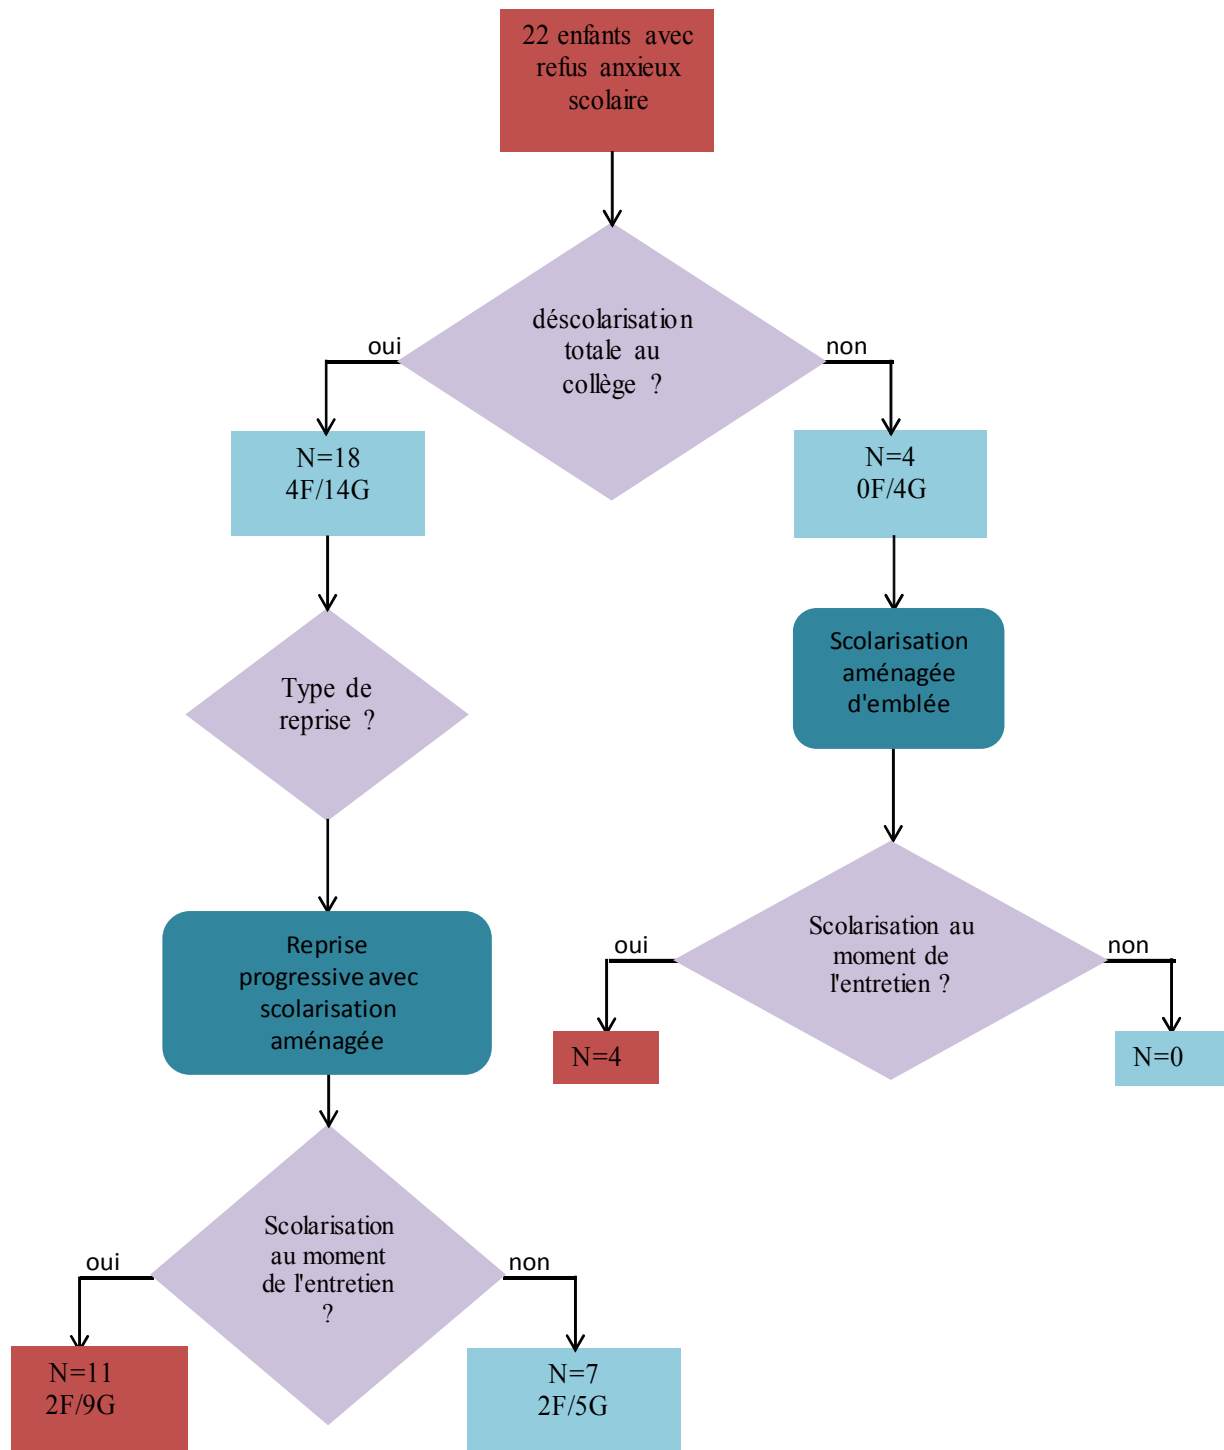 22 enfants avec
refus anxieux
scolaire
déscolarisation
totale au
collège ?
oui
non
N=18
4F/14G
N=4
0F/4G
Type de
reprise ?
Scolarisation
aménagée
d'emblée
Reprise
progressive avec
scolarisation
aménagée
Scolarisation au
moment de
l'entretien ?
oui
non
N=4
N=0
Scolarisation
au moment
de l'entretien
?
oui
non
N=11
2F/9G
N=7
2F/5G